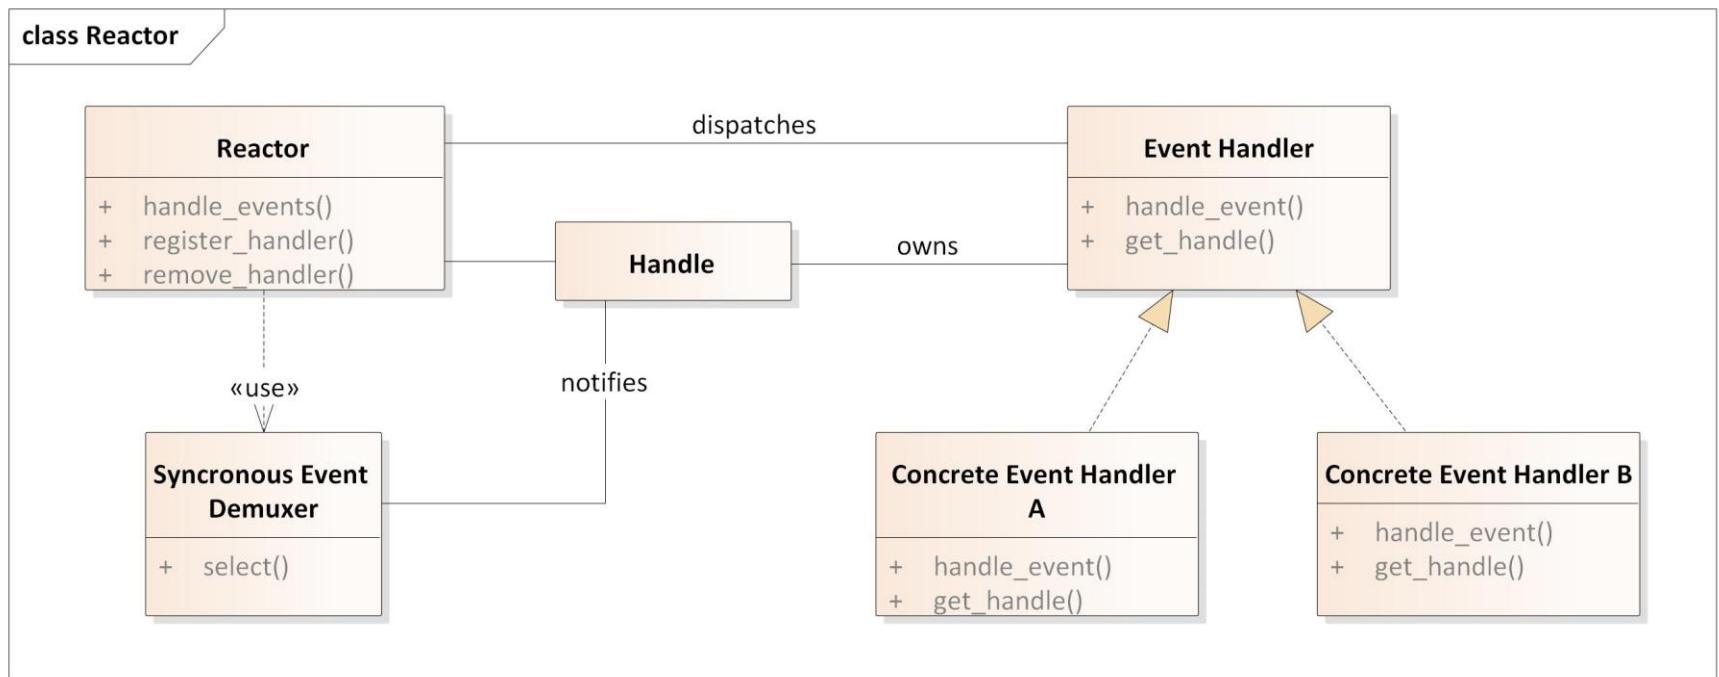 class Reactor
Reactor
+ handle_events()
+ register_handler()
+ remove_handler()
dispatches
Event Handler
+ handle_event()
+ get_handle()
Handle
owns
«use»
notifies
Syncronous Event
Demuxer
+ select()
Concrete Event Handler
A
+ handle_event()
+ get_handle()
Concrete Event Handler B
+ handle_event()
+ get_handle()